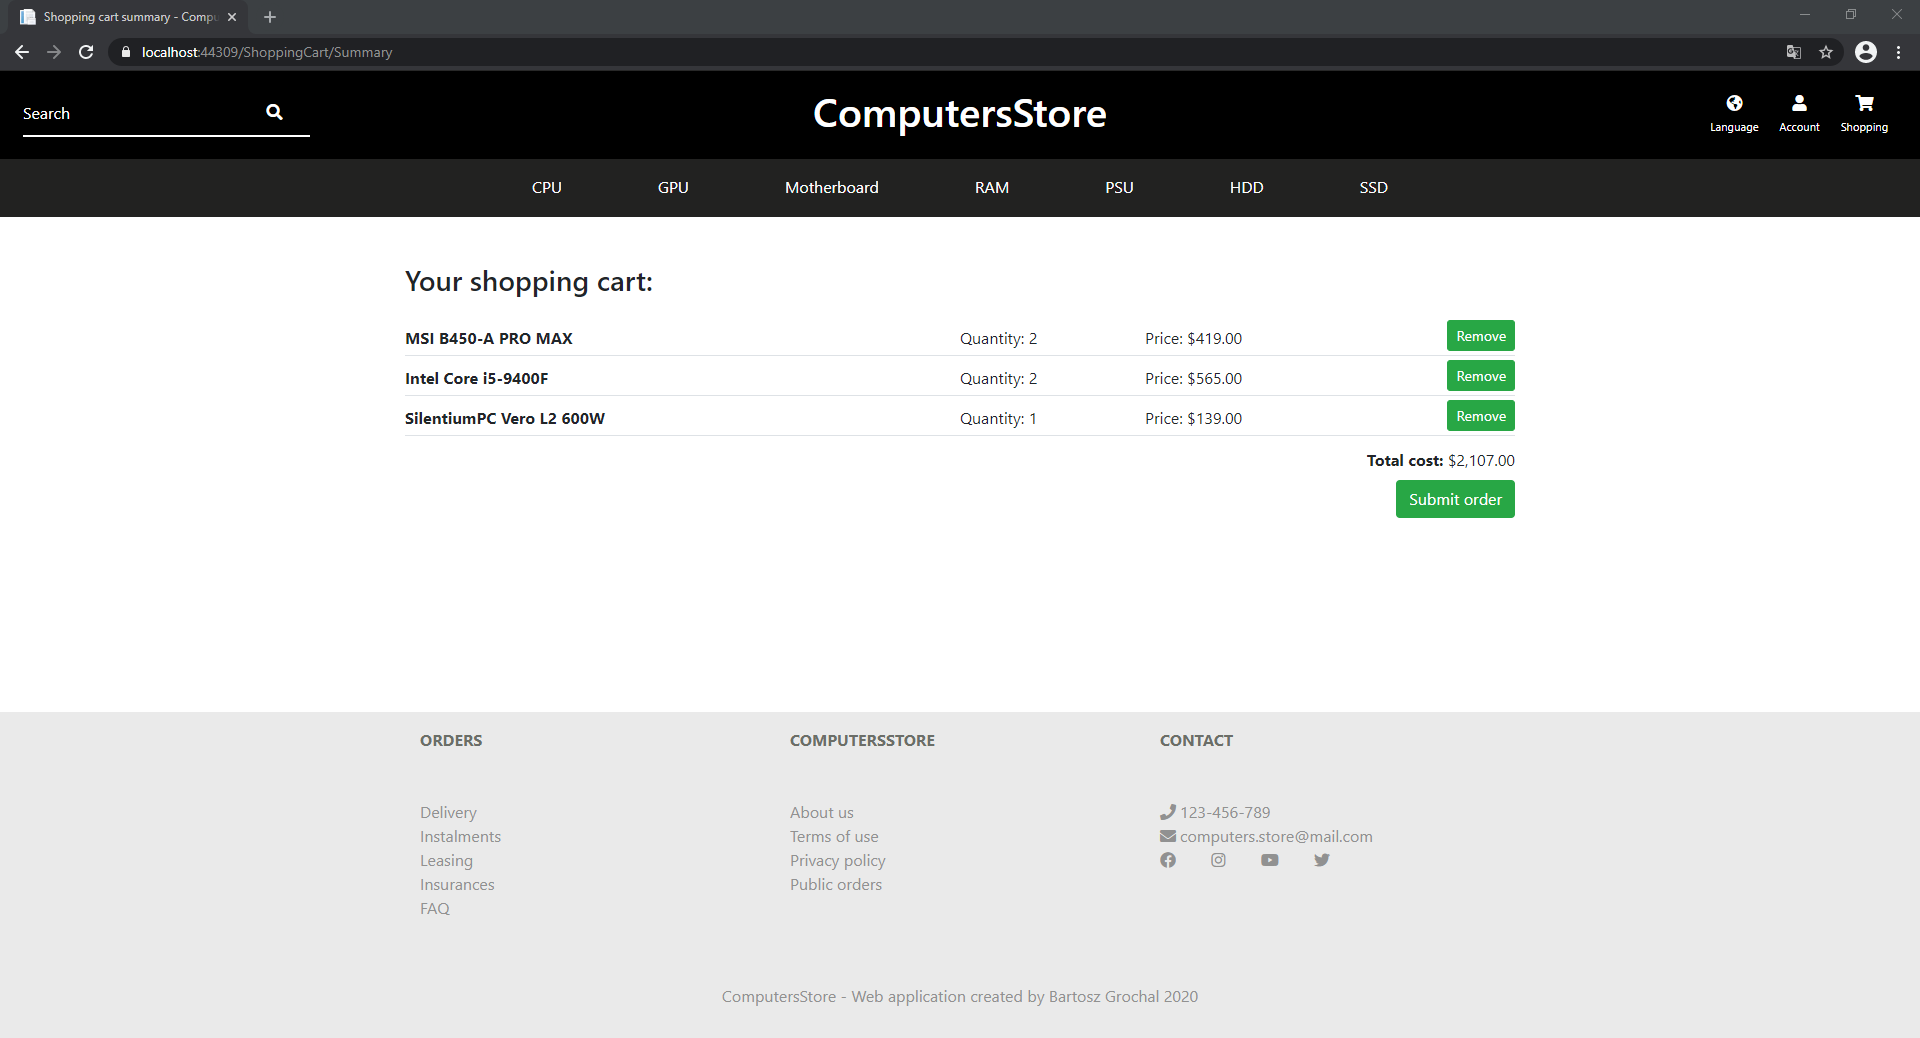 Shopping cart summary - Compu
localhost:44309/ShoppingCart/Summary
Search
ComputersStore
Language Account Shopping
CPU GPU Motherboard RAM PSU HDD SSD
Your shopping cart:
MSI B450-A PRO MAX Quantity: 2 Price: $419.00 Remove
Intel Core i5-9400F Quantity: 2 Price: $565.00 Remove
SilentiumPC Vero L2 600W Quantity: 1 Price: $139.00 Remove
Total cost: $2,107.00
Submit order
ORDERS
Delivery
Instalments
Leasing
Insurances
FAQ
COMPUTERSSTORE
About us
Terms of use
Privacy policy
Public orders
CONTACT
123-456-789
computers.store@mail.com
ComputersStore - Web application created by Bartosz Grochal 2020